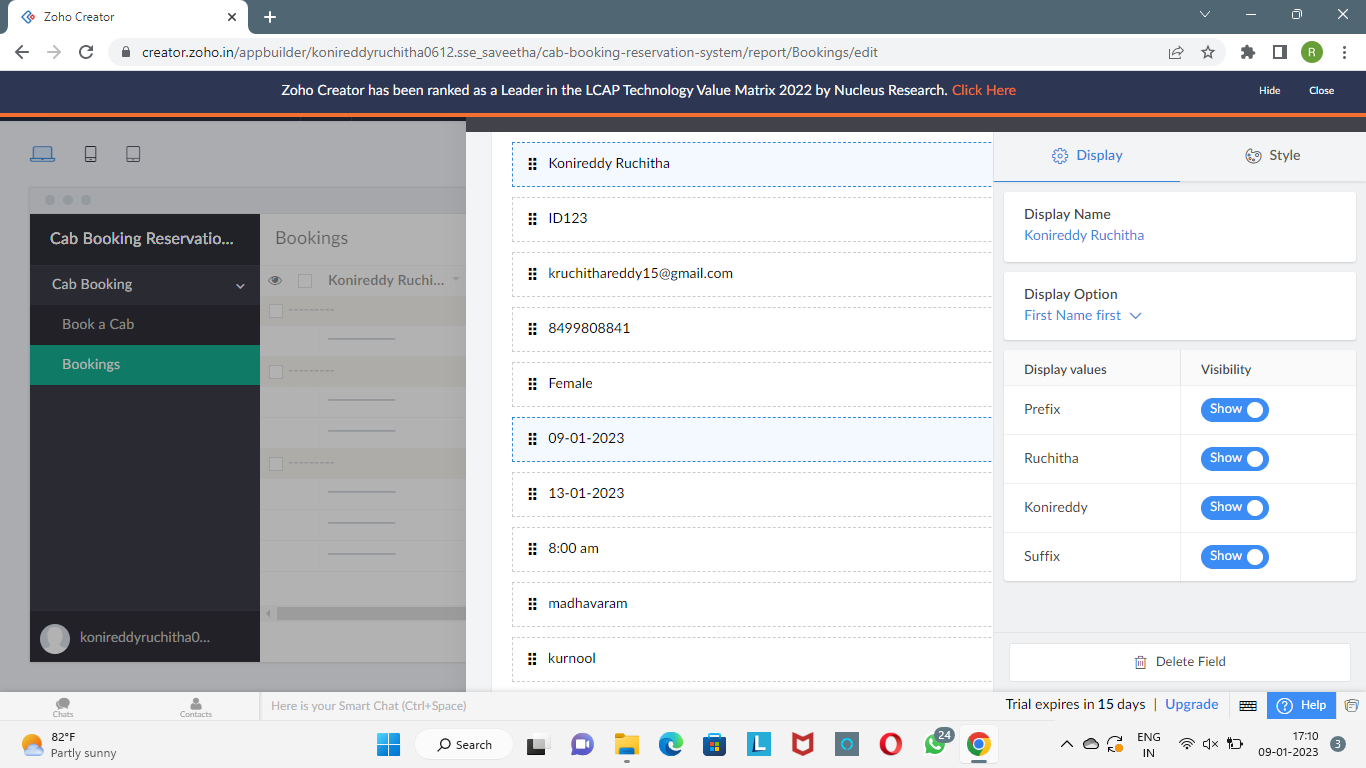 Zoho Creator
creator.zoho.in/appbuilder/konireddyruchitha0612.sse_saveetha/cab-booking-reservation-system/report/Bookings/edit
R
Zoho Creator has been ranked as a Leader in the LCAP Technology Value Matrix 2022 by Nucleus Research. Click Here
Hide
Close
Cab Booking Reservatio...
Cab Booking
Book a Cab
Bookings
konireddyruchitha0...
Bookings
Konireddy Ruchi...
Konireddy Ruchitha
ID123
kruchithareddy15@gmail.com
8499808841
Female
09-01-2023
13-01-2023
8:00 am
madhavaram
kurnool
Display
Style
Display Name
Konireddy Ruchitha
Display Option
First Name first
Display values Visibility
Prefix Show
Ruchitha Show
Konireddy Show
Suffix Show
Delete Field
Chats
Contacts
Here is your Smart Chat (Ctrl+Space)
Trial expires in 15 days | Upgrade
Help
82°F
Partly sunny
Search
L
24
ENG
IN
17:10
09-01-2023
3